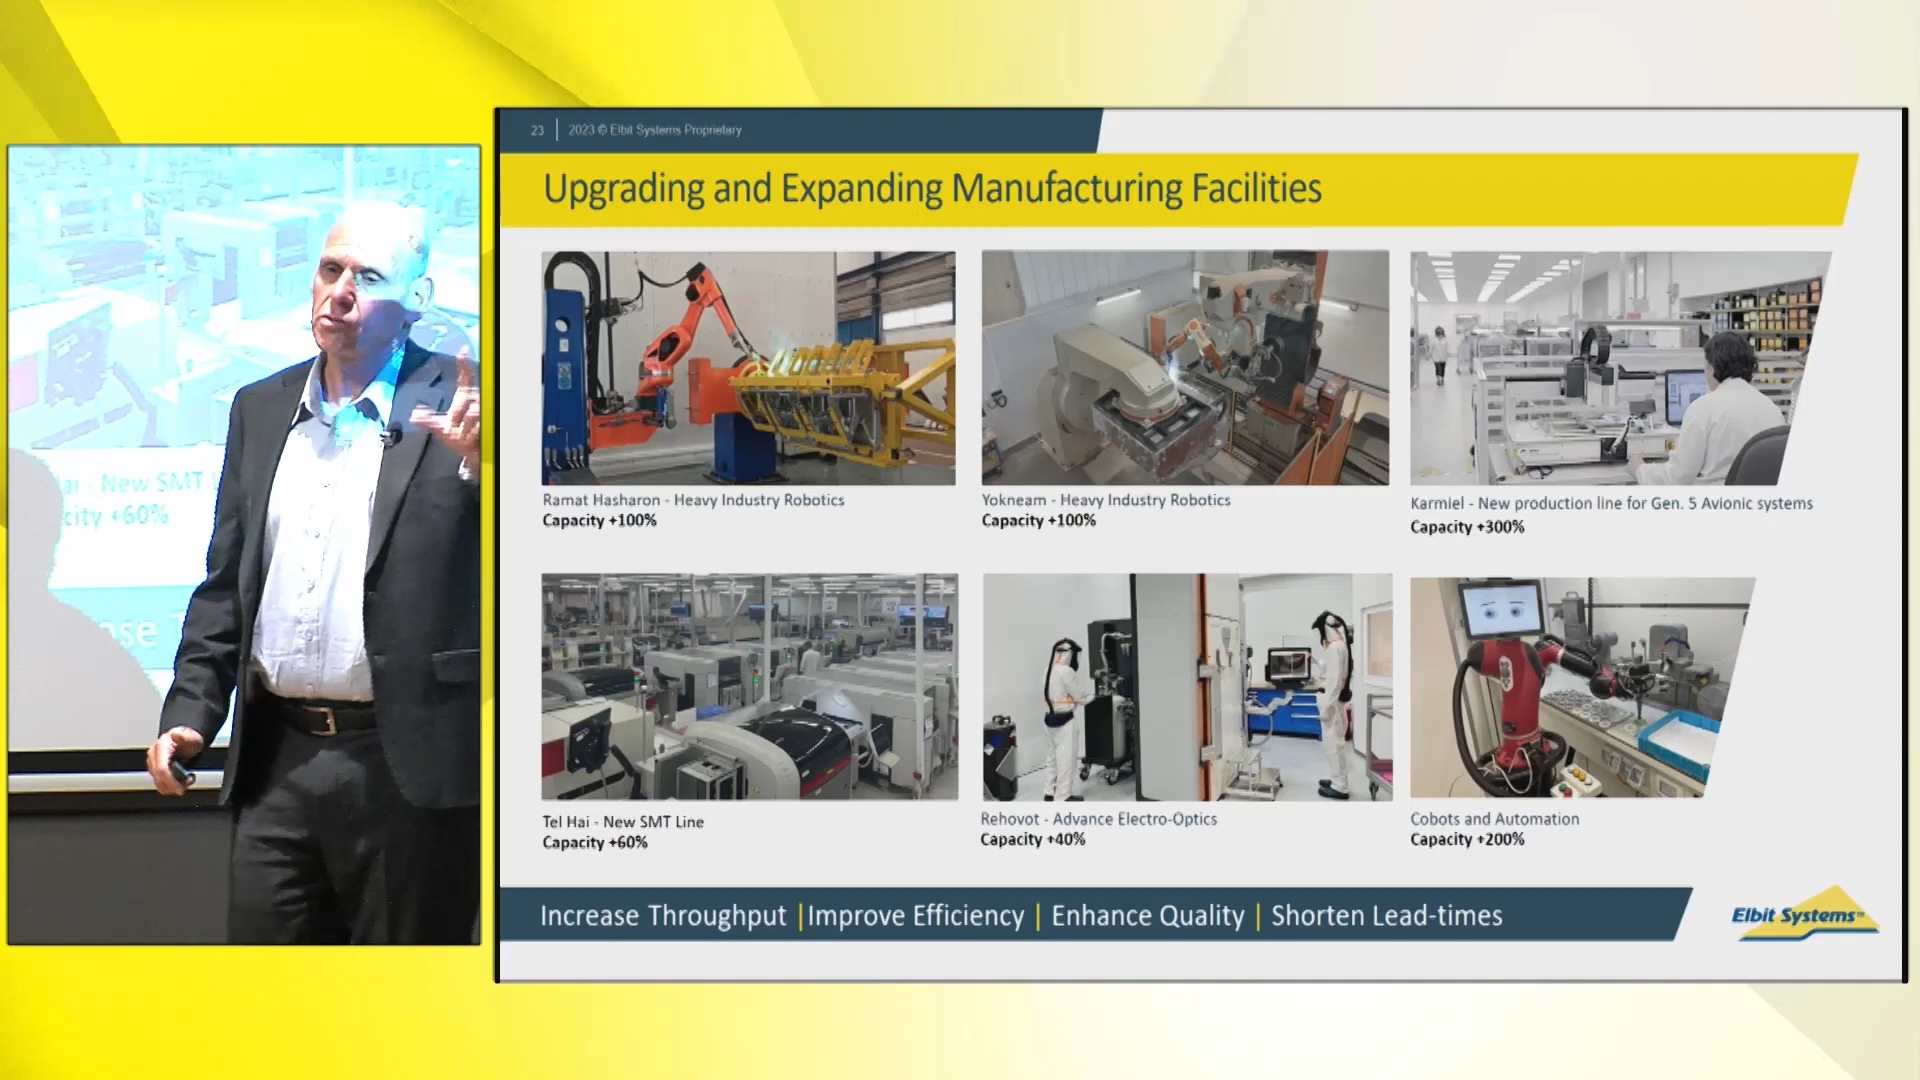 23 | 2023 © Elbit Systems Proprietary
Upgrading and Expanding Manufacturing Facilities
Ramat Hasharon - Heavy Industry Robotics
Capacity +100%
Yokneam - Heavy Industry Robotics
Capacity +100%
Karmiel - New production line for Gen. 5 Avionic systems
Capacity +300%
Tel Hai - New SMT Line
Capacity +60%
Rehovot - Advance Electro-Optics
Capacity +40%
Cobots and Automation
Capacity +200%
Increase Throughput | Improve Efficiency | Enhance Quality | Shorten Lead-times
Elbit Systems™
ai - New SMT L
city +60%
se T